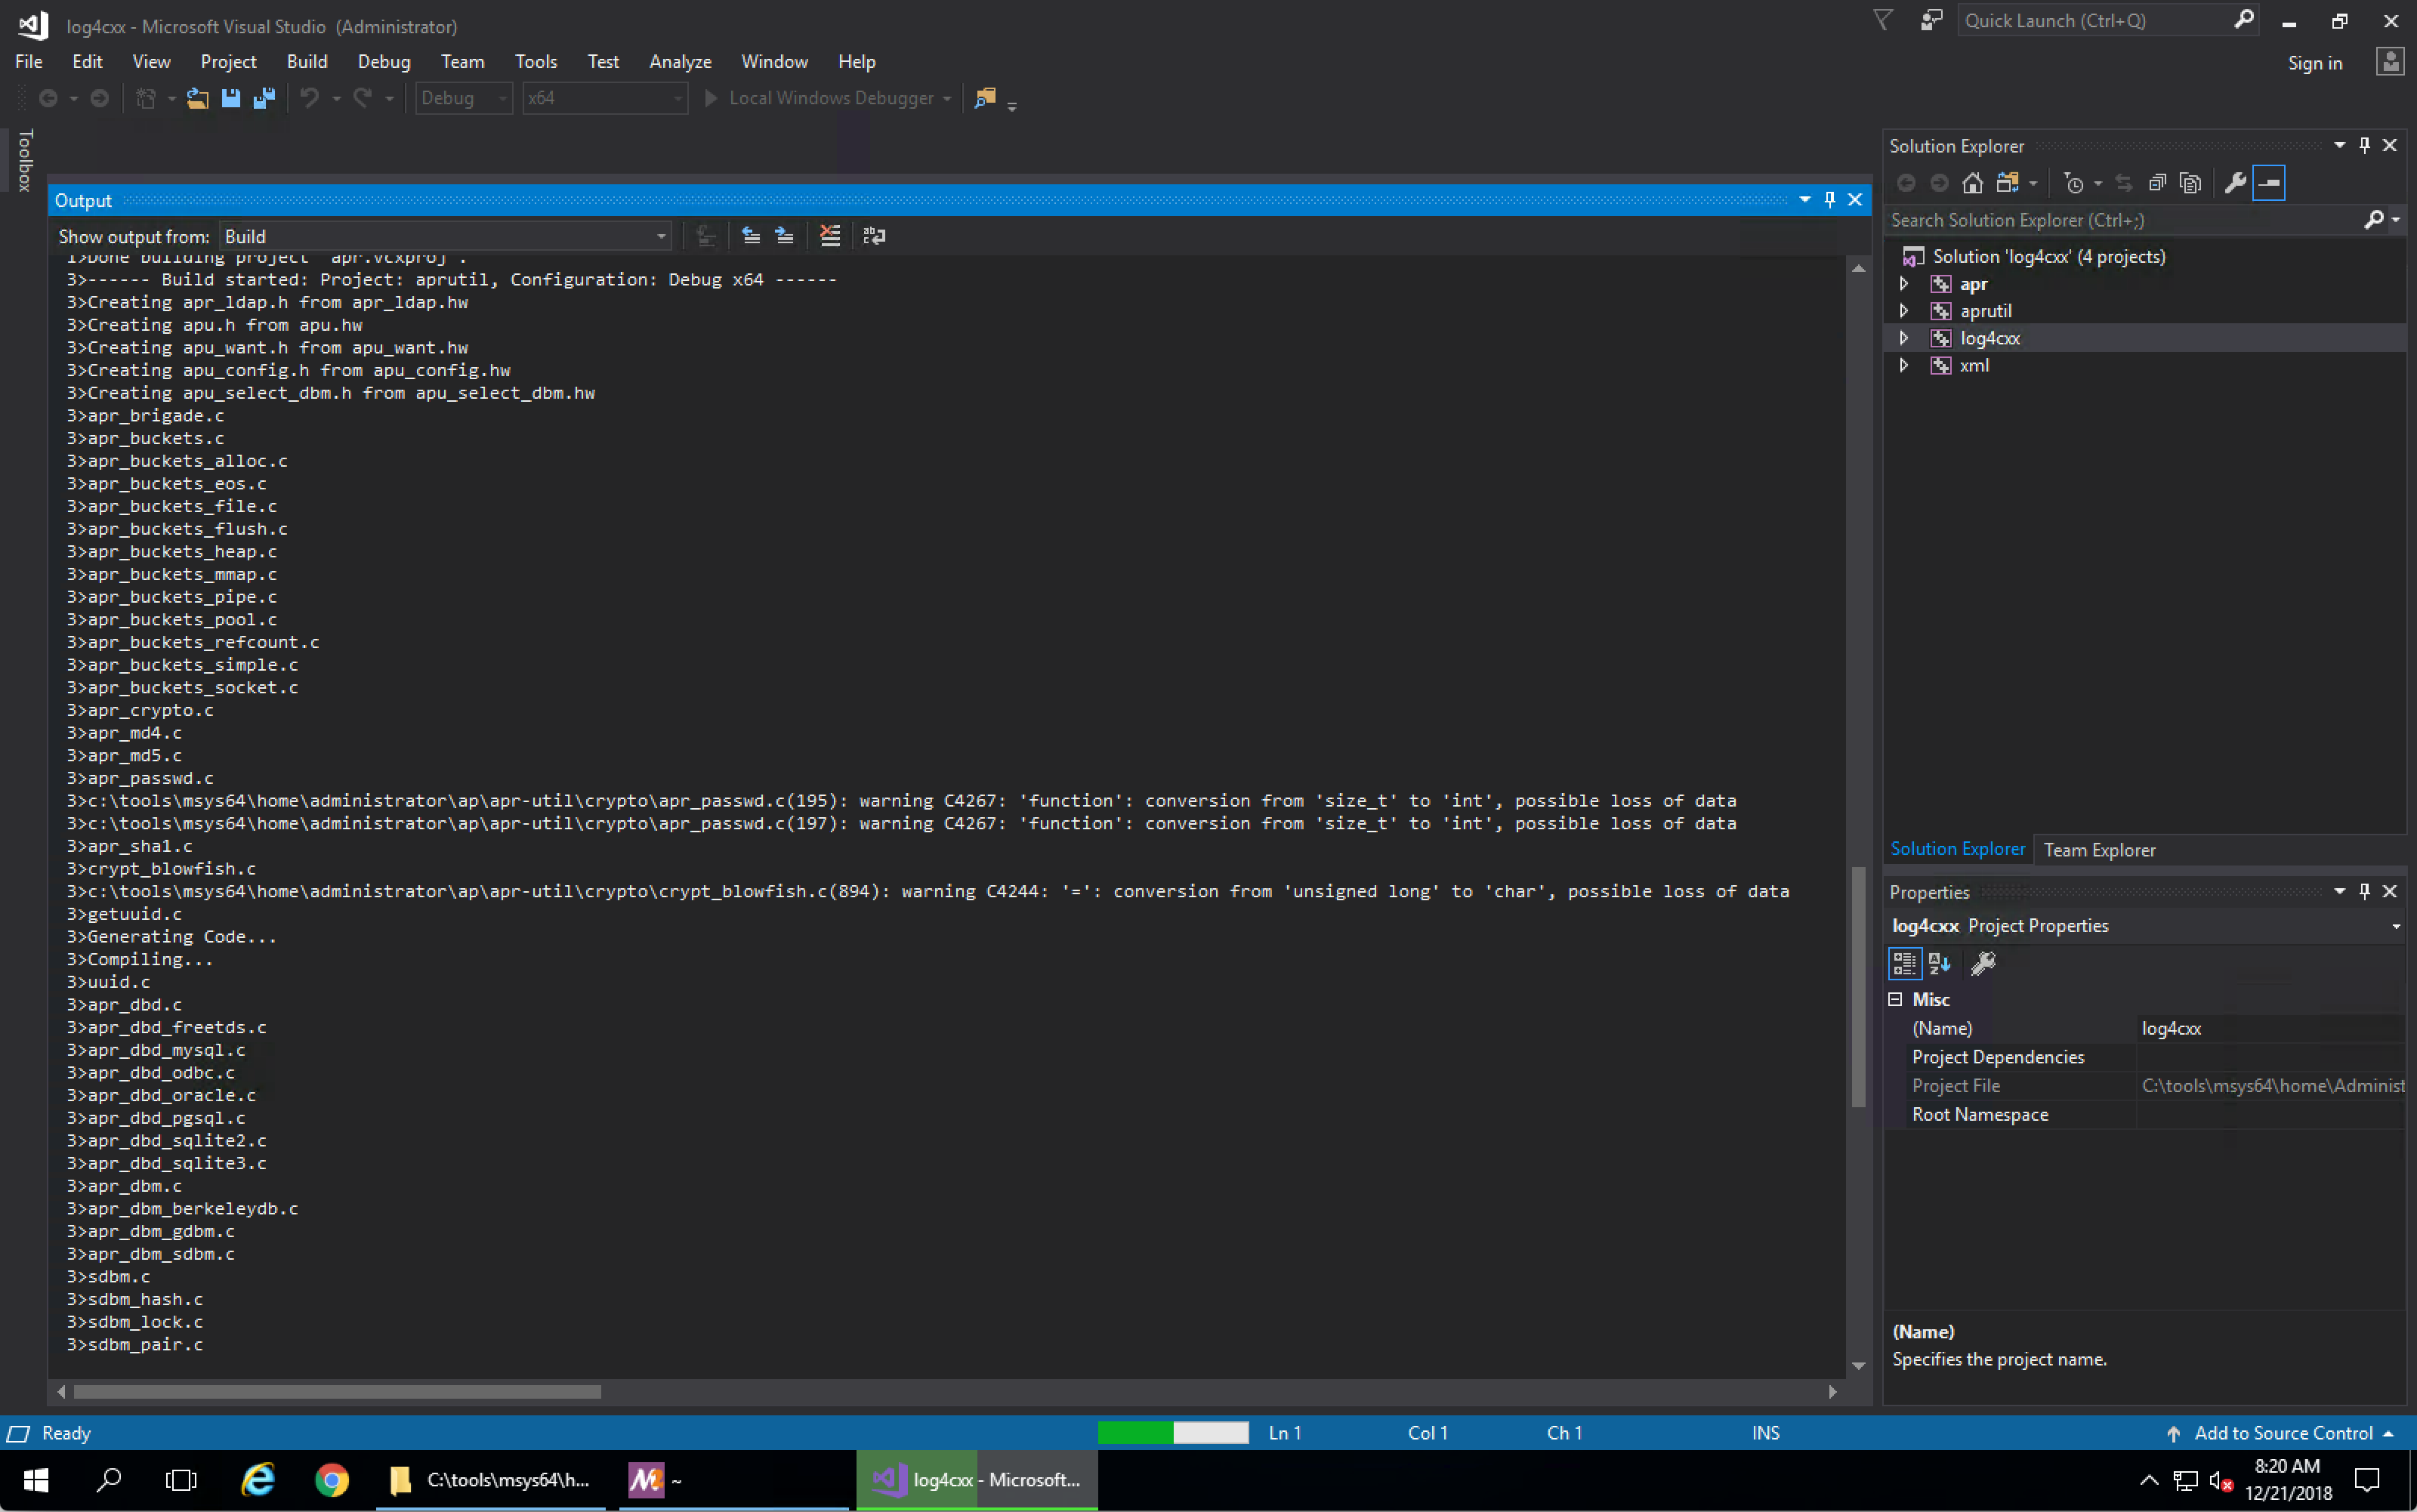 log4cxx - Microsoft Visual Studio (Administrator)
Quick Launch (Ctrl+Q)
File Edit View Project Build Debug Team Tools Test Analyze Window Help
Sign in
Debug x64 Local Windows Debugger
Toolbox
Output
Show output from: Build
1>Done building project "apr.vcxproj".
3>------ Build started: Project: aprutil, Configuration: Debug x64 ------
3>Creating apr_ldap.h from apr_ldap.hw
3>Creating apu.h from apu.hw
3>Creating apu_want.h from apu_want.hw
3>Creating apu_config.h from apu_config.hw
3>Creating apu_select_dbm.h from apu_select_dbm.hw
3>apr_brigade.c
3>apr_buckets.c
3>apr_buckets_alloc.c
3>apr_buckets_eos.c
3>apr_buckets_file.c
3>apr_buckets_flush.c
3>apr_buckets_heap.c
3>apr_buckets_mmap.c
3>apr_buckets_pipe.c
3>apr_buckets_pool.c
3>apr_buckets_refcount.c
3>apr_buckets_simple.c
3>apr_buckets_socket.c
3>apr_crypto.c
3>apr_md4.c
3>apr_md5.c
3>apr_passwd.c
3>c:\tools\msys64\home\administrator\ap\apr-util\crypto\apr_passwd.c(195): warning C4267: 'function': conversion from 'size_t' to 'int', possible loss of data
3>c:\tools\msys64\home\administrator\ap\apr-util\crypto\apr_passwd.c(197): warning C4267: 'function': conversion from 'size_t' to 'int', possible loss of data
3>apr_sha1.c
3>crypt_blowfish.c
3>c:\tools\msys64\home\administrator\ap\apr-util\crypto\crypt_blowfish.c(894): warning C4244: '=': conversion from 'unsigned long' to 'char', possible loss of data
3>getuuid.c
3>Generating Code...
3>Compiling...
3>uuid.c
3>apr_dbd.c
3>apr_dbd_freetds.c
3>apr_dbd_mysql.c
3>apr_dbd_odbc.c
3>apr_dbd_oracle.c
3>apr_dbd_pgsql.c
3>apr_dbd_sqlite2.c
3>apr_dbd_sqlite3.c
3>apr_dbm.c
3>apr_dbm_berkeleydb.c
3>apr_dbm_gdbm.c
3>apr_dbm_sdbm.c
3>sdbm.c
3>sdbm_hash.c
3>sdbm_lock.c
3>sdbm_pair.c
Solution Explorer
Search Solution Explorer (Ctrl+;)
Solution 'log4cxx' (4 projects)
apr
aprutil
log4cxx
xml
Solution Explorer Team Explorer
Properties
log4cxx Project Properties
Misc
(Name) log4cxx
Project Dependencies
Project File C:\tools\msys64\home\Administ
Root Namespace
(Name)
Specifies the project name.
Ready Ln 1 Col 1 Ch 1 INS Add to Source Control
C:\tools\msys64\h... ~ log4cxx - Microsoft...
8:20 AM
12/21/2018